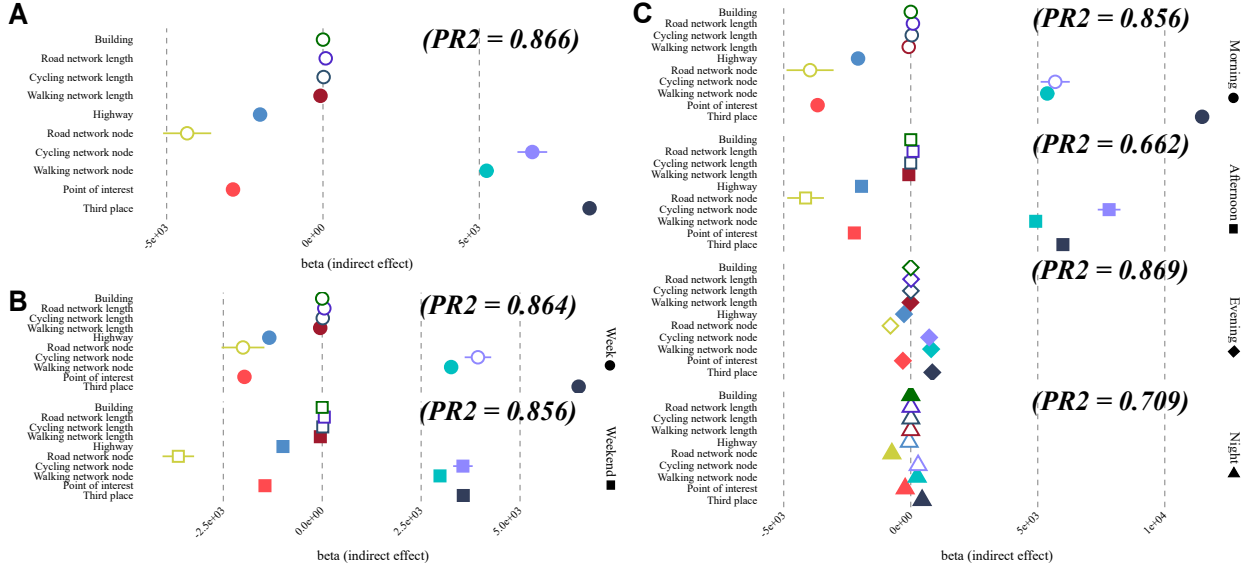 A
(PR2 = 0.866)
Building
Road network length
Cycling network length
Walking network length
Highway
Road network node
Cycling network node
Walking network node
Point of interest
Third place
-5e+03
0e+00
5e+03
beta (indirect effect)
B
(PR2 = 0.864)
Building
Road network length
Cycling network length
Walking network length
Highway
Road network node
Cycling network node
Walking network node
Point of interest
Third place
Week
(PR2 = 0.856)
Building
Road network length
Cycling network length
Walking network length
Highway
Road network node
Cycling network node
Walking network node
Point of interest
Third place
Weekend
-2.5e+03
0.0e+00
2.5e+03
5.0e+03
beta (indirect effect)
C
(PR2 = 0.856)
Building
Road network length
Cycling network length
Walking network length
Highway
Road network node
Cycling network node
Walking network node
Point of interest
Third place
Morning
(PR2 = 0.662)
Building
Road network length
Cycling network length
Walking network length
Highway
Road network node
Cycling network node
Walking network node
Point of interest
Third place
Afternoon
(PR2 = 0.869)
Building
Road network length
Cycling network length
Walking network length
Highway
Road network node
Cycling network node
Walking network node
Point of interest
Third place
Evening
(PR2 = 0.709)
Building
Road network length
Cycling network length
Walking network length
Highway
Road network node
Cycling network node
Walking network node
Point of interest
Third place
Night
-5e+03
0e+00
5e+03
1e+04
beta (indirect effect)